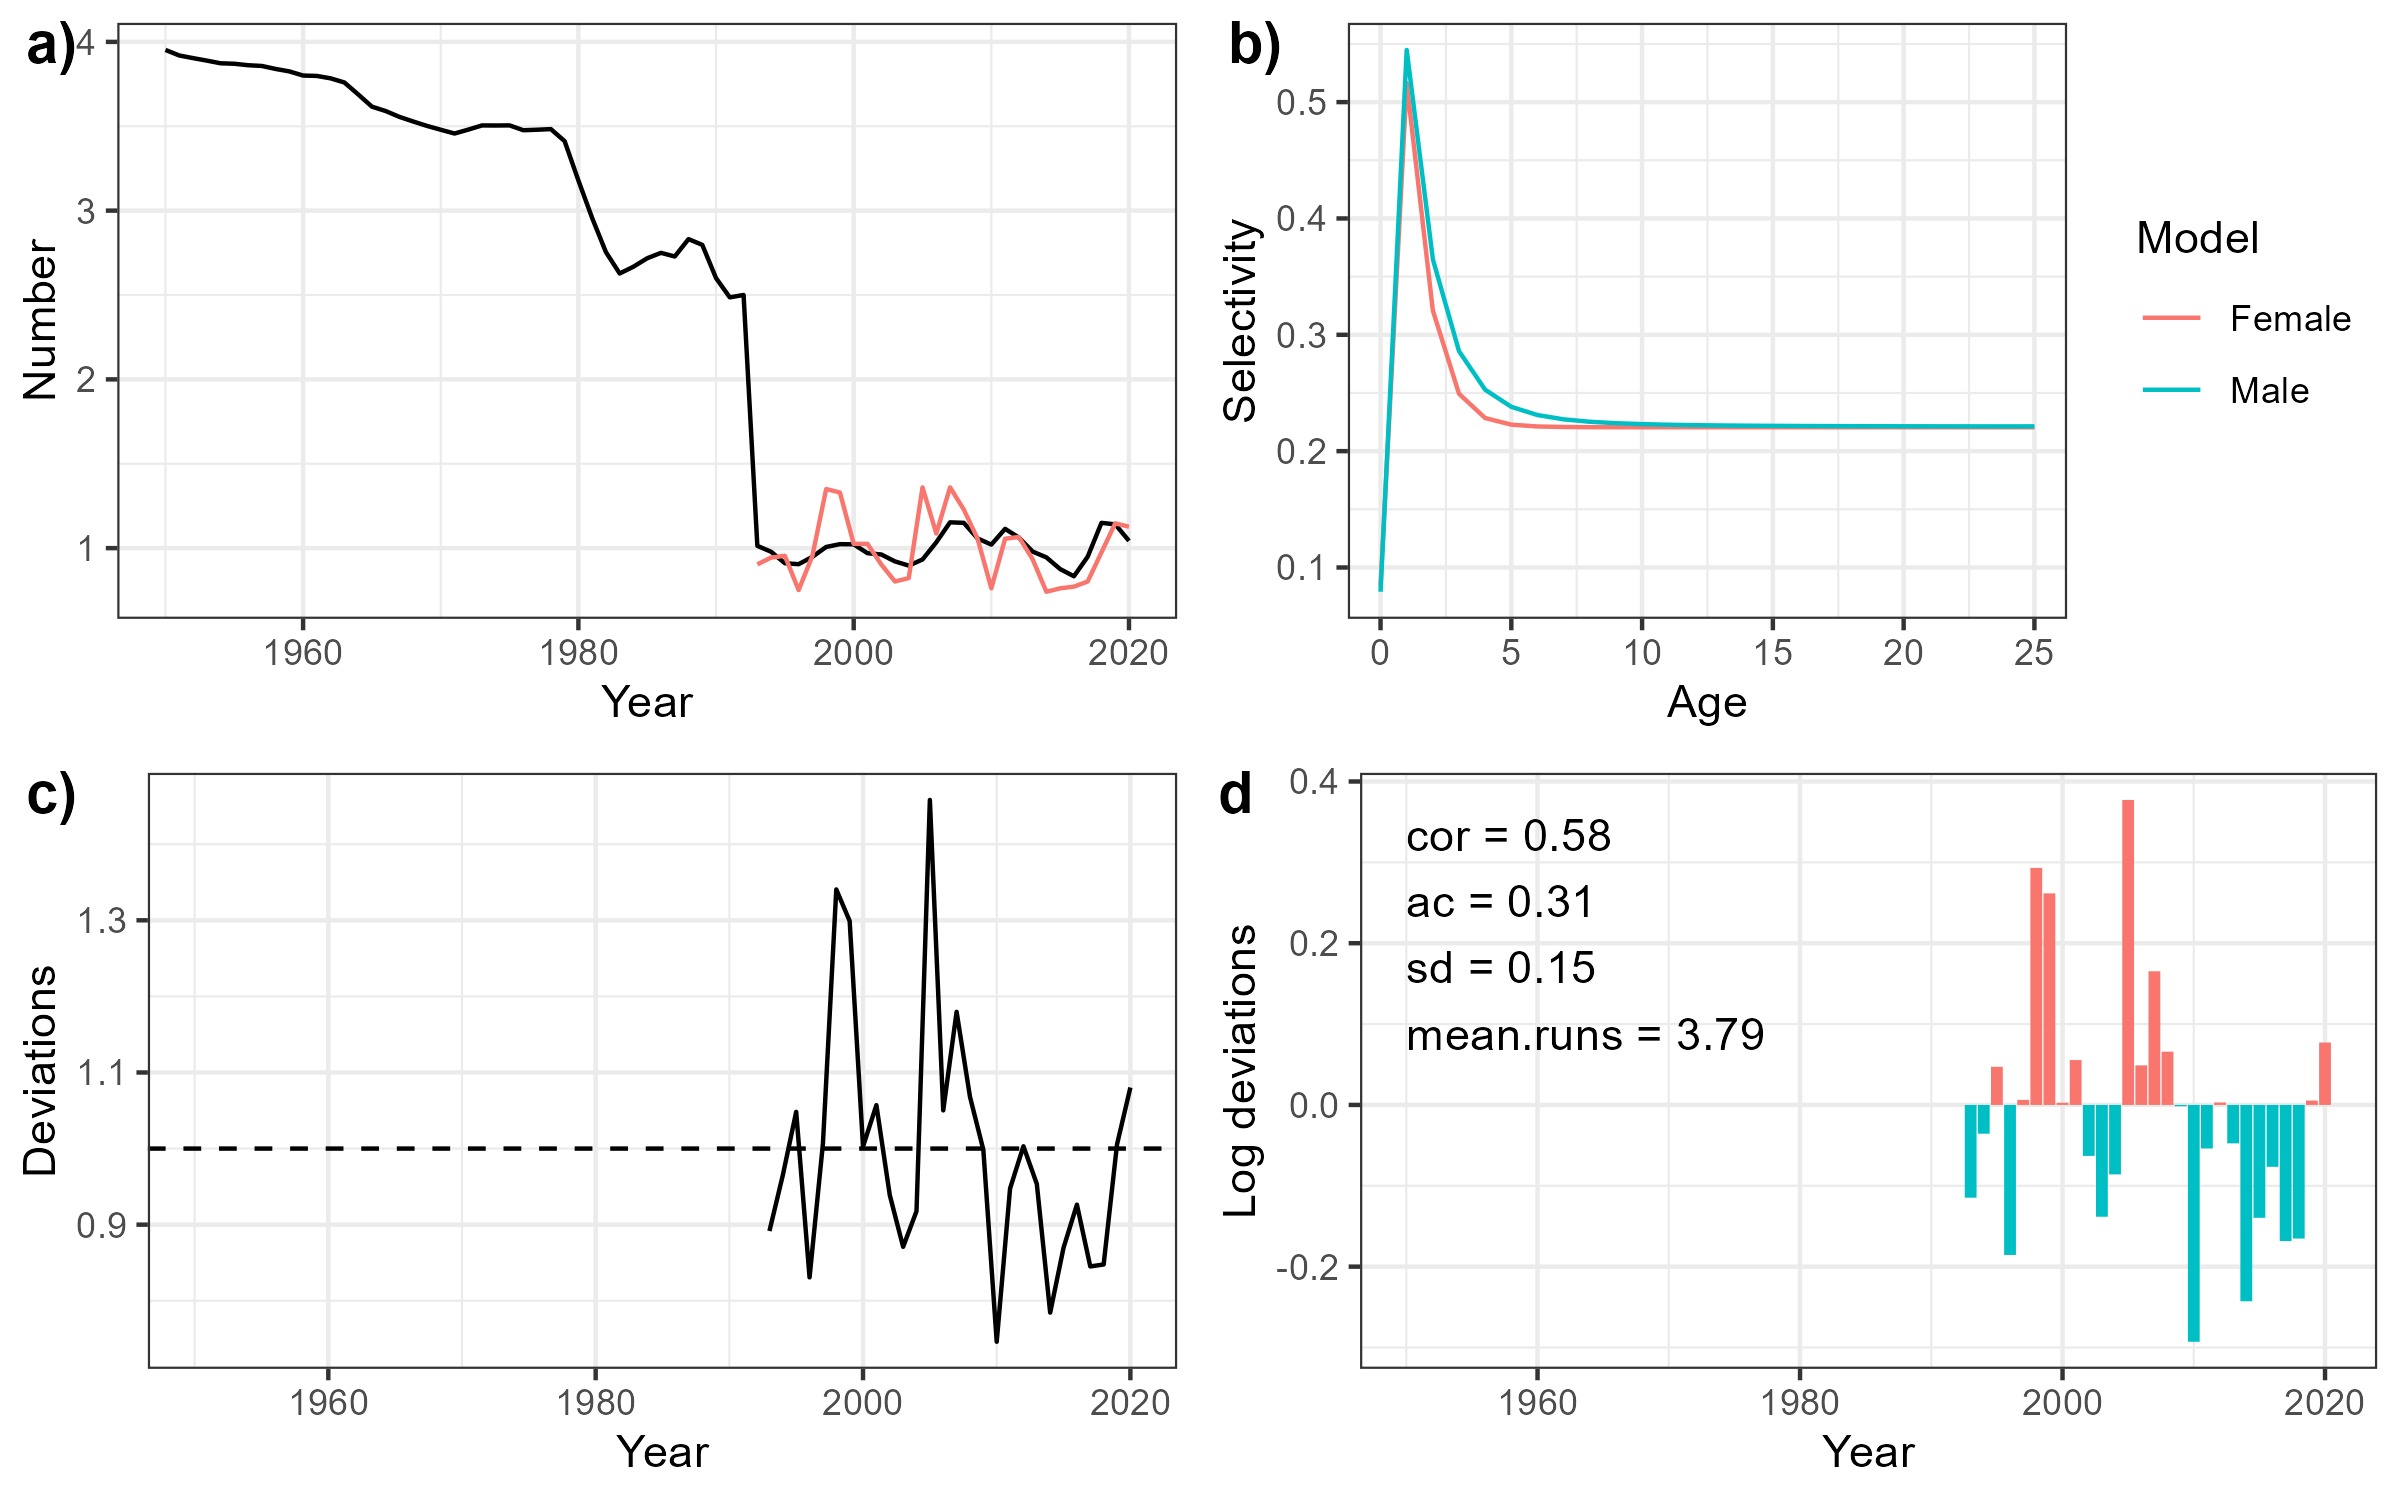 a)
4
3
2
1
Number
1960 1980 2000 2020
Year
b)
0.5
0.4
0.3
0.2
0.1
Selectivity
0 5 10 15 20 25
Age
Model
Female
Male
c)
1.3
1.1
0.9
Deviations
1960 1980 2000 2020
Year
d
0.4
0.2
0.0
-0.2
Log deviations
cor = 0.58
ac = 0.31
sd = 0.15
mean.runs = 3.79
1960 1980 2000 2020
Year